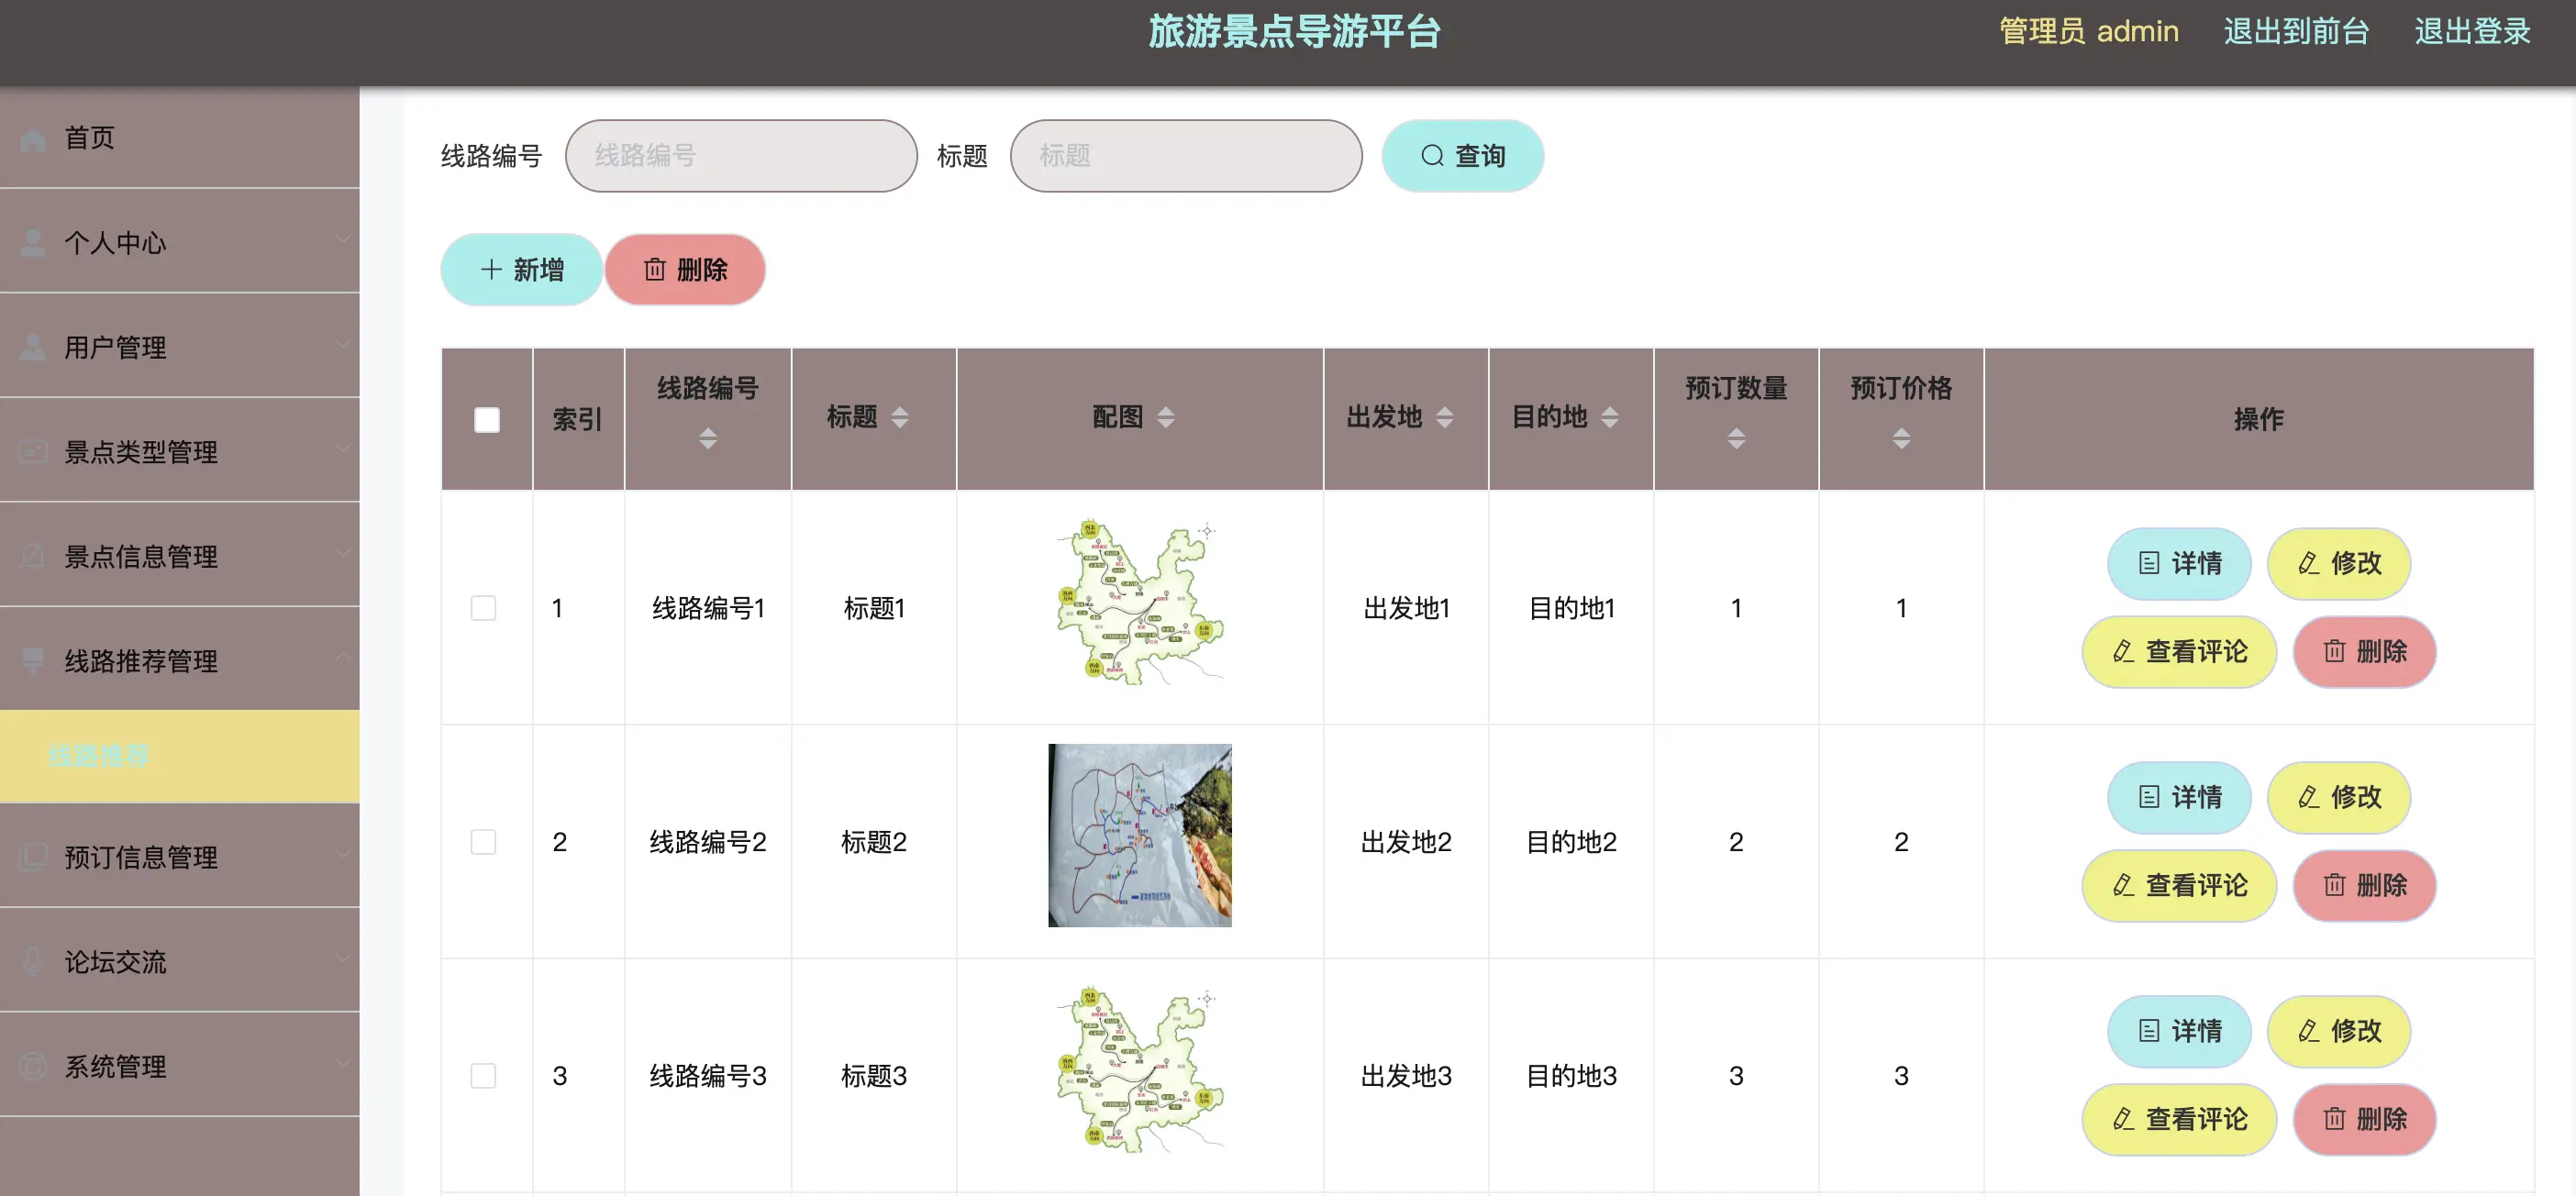 旅游景点导游平台
管理员 admin 退出到前台 退出登录
首页
个人中心
用户管理
景点类型管理
景点信息管理
线路推荐管理
线路推荐
预订信息管理
论坛交流
系统管理
线路编号 线路编号 标题 标题 查询
新增 删除
索引 线路编号 标题 配图 出发地 目的地 预订数量 预订价格 操作
1 线路编号1 标题1 出发地1 目的地1 1 1
详情 修改
查看评论 删除
2 线路编号2 标题2 出发地2 目的地2 2 2
详情 修改
查看评论 删除
3 线路编号3 标题3 出发地3 目的地3 3 3
详情 修改
查看评论 删除